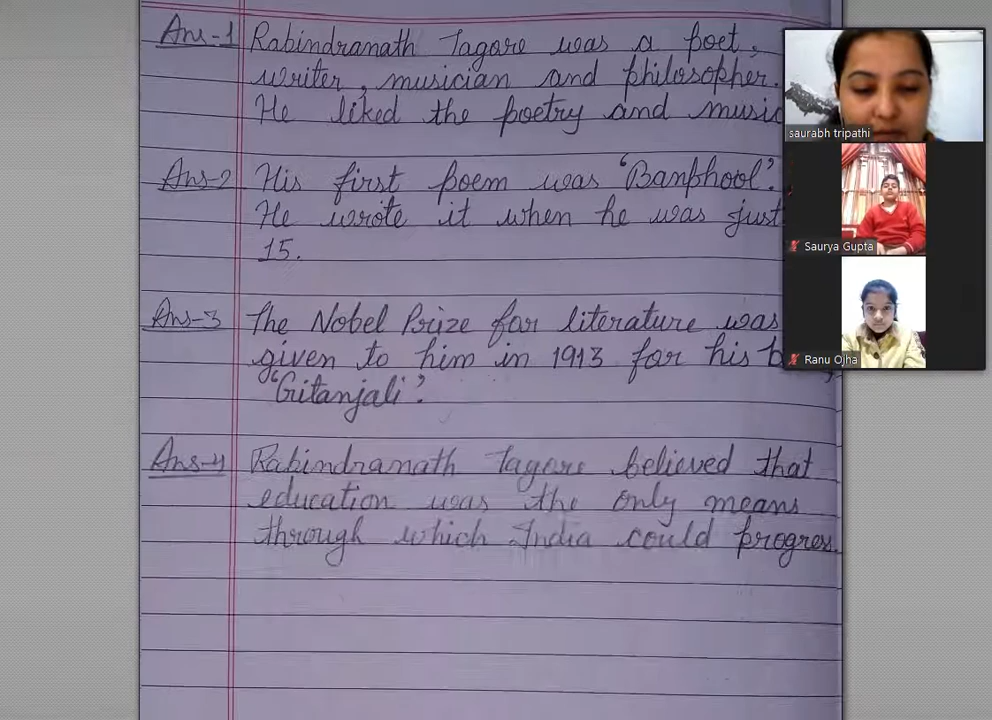 Ans-1 Rabindranath Tagore was a poet,
writer, musician and philosopher.
He liked the poetry and music
Ans-2 His first poem was 'Banphool'.
He wrote it when he was just
15.
Ans-3 The Nobel Prize for literature was
given to him in 1913 for his
'Gitanjali'.
Ans-4 Rabindranath Tagore believed that
education was the only means
through which India could progress.
saurabh tripathi
Saurya Gupta
Ranu Ojha